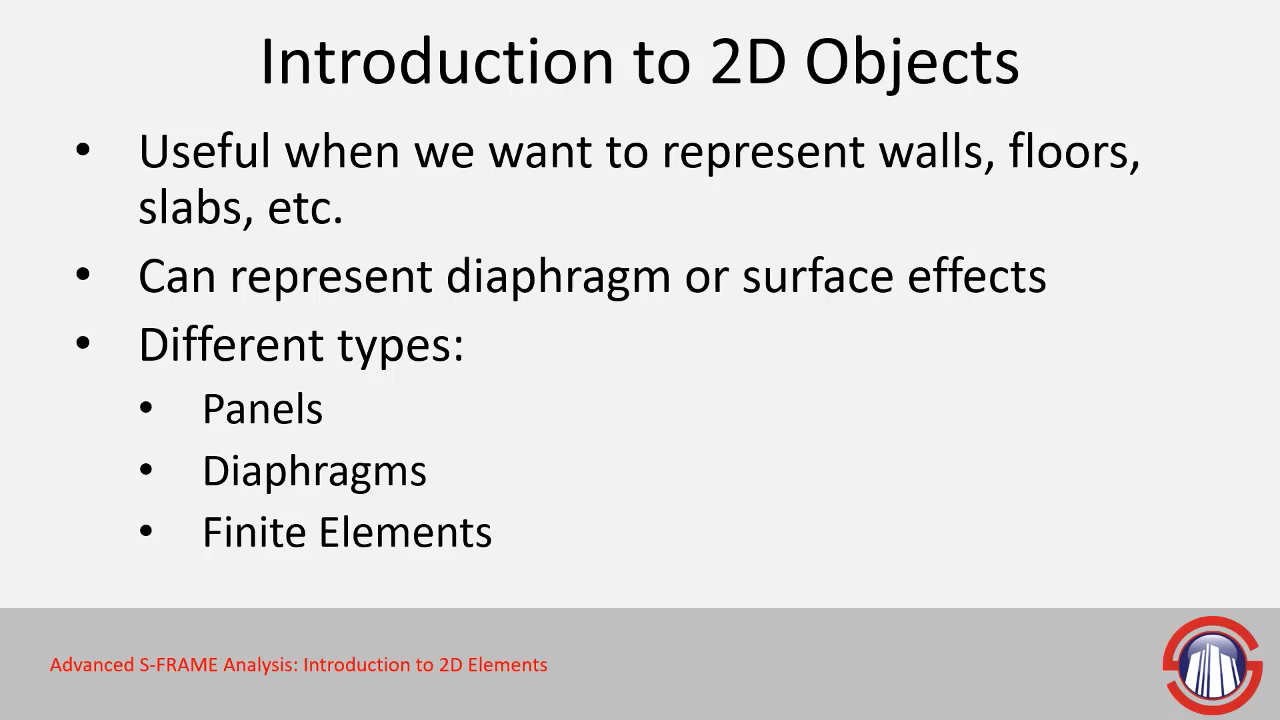 Introduction to 2D Objects
• Useful when we want to represent walls, floors,
slabs, etc.
• Can represent diaphragm or surface effects
• Different types:
• Panels
• Diaphragms
• Finite Elements
Advanced S-FRAME Analysis: Introduction to 2D Elements